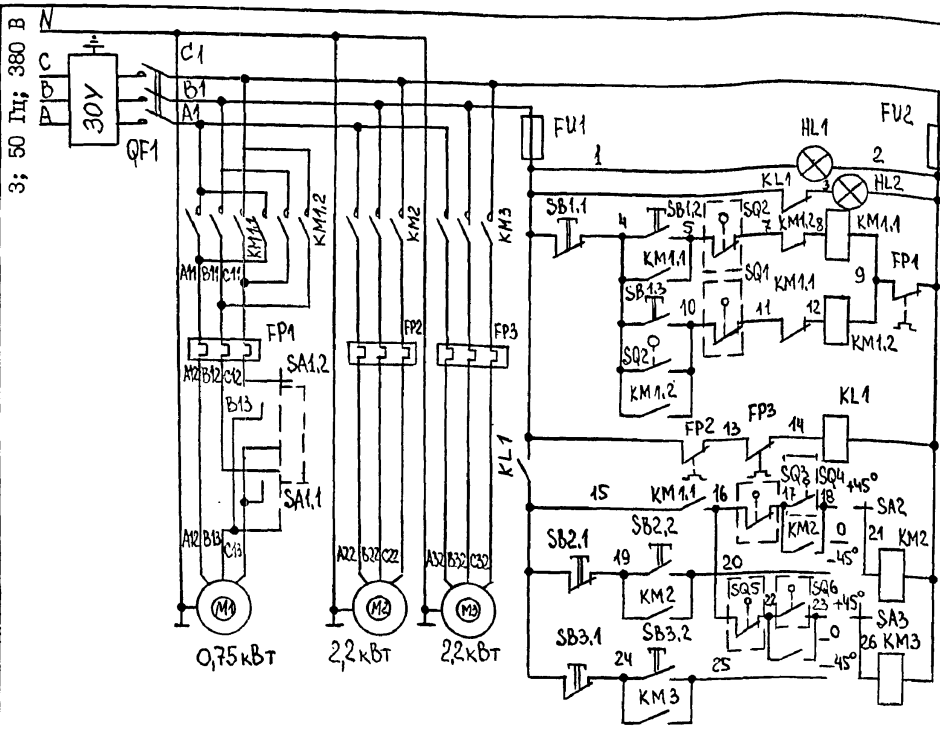 3; 50 Гц; 380 В
N
C
B
A
ЗОУ
QF1
C1
B1
A1
FU1
FU2
1
HL1
2
KL1
3
HL2
SB1,1
4
SB1,2
5
SQ2
7
KM1,2
8
KM1,1
KM1,1
SB1,3
10
SQ1
KM1,1
11
12
KM1,2
9
FP1
SQ2
KM1,2
KM1,1
KM1,2
KM2
KM3
A11 B11 C11
FP1
FP2
FP3
A12 B12 C12
SA1,2
B13
SA1,1
A12 B13 C13
A22 B22 C22
A32 B32 C32
M1
M2
M3
0,75 кВт
2,2 кВт
2,2 кВт
KL1
FP2
13
FP3
14
KL1
15
KM1,1
16
17
SQ3
SQ4
18
+45°
SA2
KM2
0
-45°
21
KM2
SB2,1
19
SB2,2
20
KM2
SQ5
22
SQ6
23
+45°
SA3
0
-45°
26
KM3
SB3,1
24
SB3,2
25
KM3